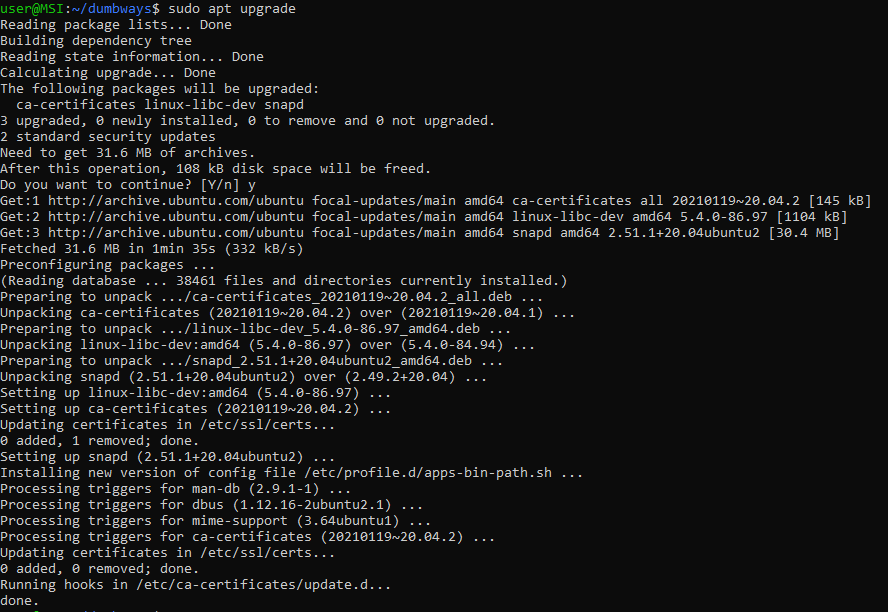 user@MSI:~/dumbways$ sudo apt upgrade
Reading package lists... Done
Building dependency tree
Reading state information... Done
Calculating upgrade... Done
The following packages will be upgraded:
  ca-certificates linux-libc-dev snapd
3 upgraded, 0 newly installed, 0 to remove and 0 not upgraded.
2 standard security updates
Need to get 31.6 MB of archives.
After this operation, 108 kB disk space will be freed.
Do you want to continue? [Y/n] y
Get:1 http://archive.ubuntu.com/ubuntu focal-updates/main amd64 ca-certificates all 20210119~20.04.2 [145 kB]
Get:2 http://archive.ubuntu.com/ubuntu focal-updates/main amd64 linux-libc-dev amd64 5.4.0-86.97 [1104 kB]
Get:3 http://archive.ubuntu.com/ubuntu focal-updates/main amd64 snapd amd64 2.51.1+20.04ubuntu2 [30.4 MB]
Fetched 31.6 MB in 1min 35s (332 kB/s)
Preconfiguring packages ...
(Reading database ... 38461 files and directories currently installed.)
Preparing to unpack .../ca-certificates_20210119~20.04.2_all.deb ...
Unpacking ca-certificates (20210119~20.04.2) over (20210119~20.04.1) ...
Preparing to unpack .../linux-libc-dev_5.4.0-86.97_amd64.deb ...
Unpacking linux-libc-dev:amd64 (5.4.0-86.97) over (5.4.0-84.94) ...
Preparing to unpack .../snapd_2.51.1+20.04ubuntu2_amd64.deb ...
Unpacking snapd (2.51.1+20.04ubuntu2) over (2.49.2+20.04) ...
Setting up linux-libc-dev:amd64 (5.4.0-86.97) ...
Setting up ca-certificates (20210119~20.04.2) ...
Updating certificates in /etc/ssl/certs...
0 added, 1 removed; done.
Setting up snapd (2.51.1+20.04ubuntu2) ...
Installing new version of config file /etc/profile.d/apps-bin-path.sh ...
Processing triggers for man-db (2.9.1-1) ...
Processing triggers for dbus (1.12.16-2ubuntu2.1) ...
Processing triggers for mime-support (3.64ubuntu1) ...
Processing triggers for ca-certificates (20210119~20.04.2) ...
Updating certificates in /etc/ssl/certs...
0 added, 0 removed; done.
Running hooks in /etc/ca-certificates/update.d...
done.